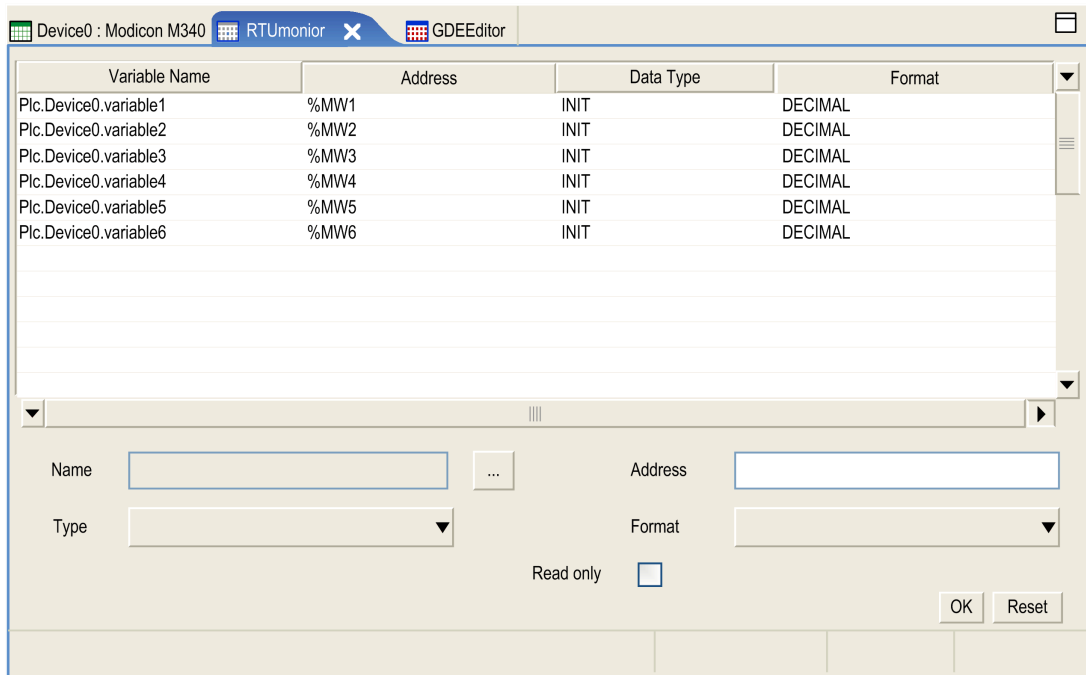 Device0 : Modicon M340 RTUmonior GDEEditor
Variable Name Address Data Type Format
Plc.Device0.variable1 %MW1 INIT DECIMAL
Plc.Device0.variable2 %MW2 INIT DECIMAL
Plc.Device0.variable3 %MW3 INIT DECIMAL
Plc.Device0.variable4 %MW4 INIT DECIMAL
Plc.Device0.variable5 %MW5 INIT DECIMAL
Plc.Device0.variable6 %MW6 INIT DECIMAL
Name ... Address
Type Format
Read only
OK Reset